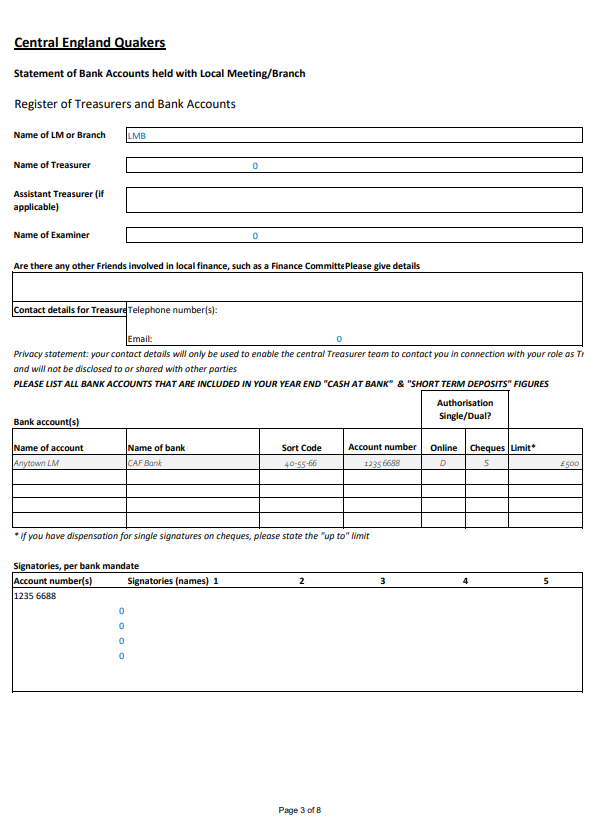 Central England Quakers
Statement of Bank Accounts held with Local Meeting/Branch
Register of Treasurers and Bank Accounts
Name of LM or Branch LMB
Name of Treasurer 0
Assistant Treasurer (if
applicable)
Name of Examiner 0
Are there any other Friends involved in local finance, such as a Finance Committe Please give details
Contact details for Treasure Telephone number(s):
Email: 0
Privacy statement: your contact details will only be used to enable the central Treasurer team to contact you in connection with your role as Tr
and will not be disclosed to or shared with other parties
PLEASE LIST ALL BANK ACCOUNTS THAT ARE INCLUDED IN YOUR YEAR END "CASH AT BANK" & "SHORT TERM DEPOSITS" FIGURES
Authorisation
Single/Dual?
Bank account(s)
Name of account Name of bank Sort Code Account number Online Cheques Limit*
Anytown LM CAF Bank 40-55-66 1235 6688 D S £500
* if you have dispensation for single signatures on cheques, please state the "up to" limit
Signatories, per bank mandate
Account number(s) Signatories (names) 1 2 3 4 5
1235 6688
0
0
0
0
Page 3 of 8